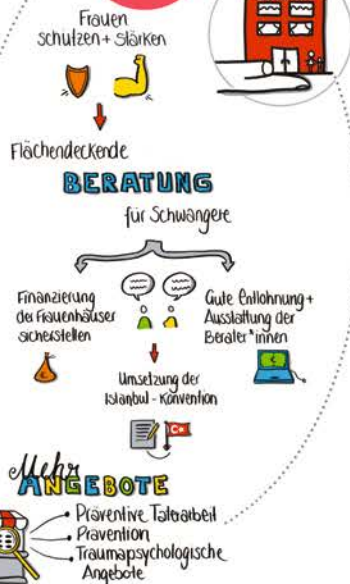 Frauen
schützen + Stärken
Flächendeckende
BERATUNG
für Schwangere
Finanzierung
der Frauenhäuser
sicherstellen
Gute Entlohnung +
Ausstattung der
Berater*innen
Umsetzung der
Istanbul-Konvention
Mehr
ANGEBOTE
Präventive Täterarbeit
Prävention
Traumapsychologische
Angebote